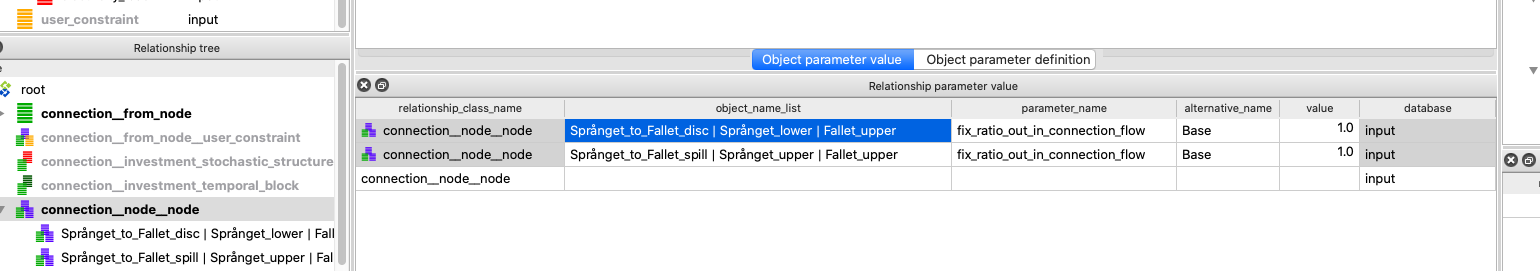 user_constraint input
Relationship tree
root
connection__from_node
connection__from_node__user_constraint
connection__investment_stochastic_structure
connection__investment_temporal_block
connection__node__node
Språnget_to_Fallet_disc | Språnget_lower | Fall
Språnget_to_Fallet_spill | Språnget_upper | Fal
Object parameter value Object parameter definition
Relationship parameter value
relationship_class_name object_name_list parameter_name alternative_name value database
connection__node__node Språnget_to_Fallet_disc | Språnget_lower | Fallet_upper fix_ratio_out_in_connection_flow Base 1.0 input
connection__node__node Språnget_to_Fallet_spill | Språnget_upper | Fallet_upper fix_ratio_out_in_connection_flow Base 1.0 input
connection__node__node input